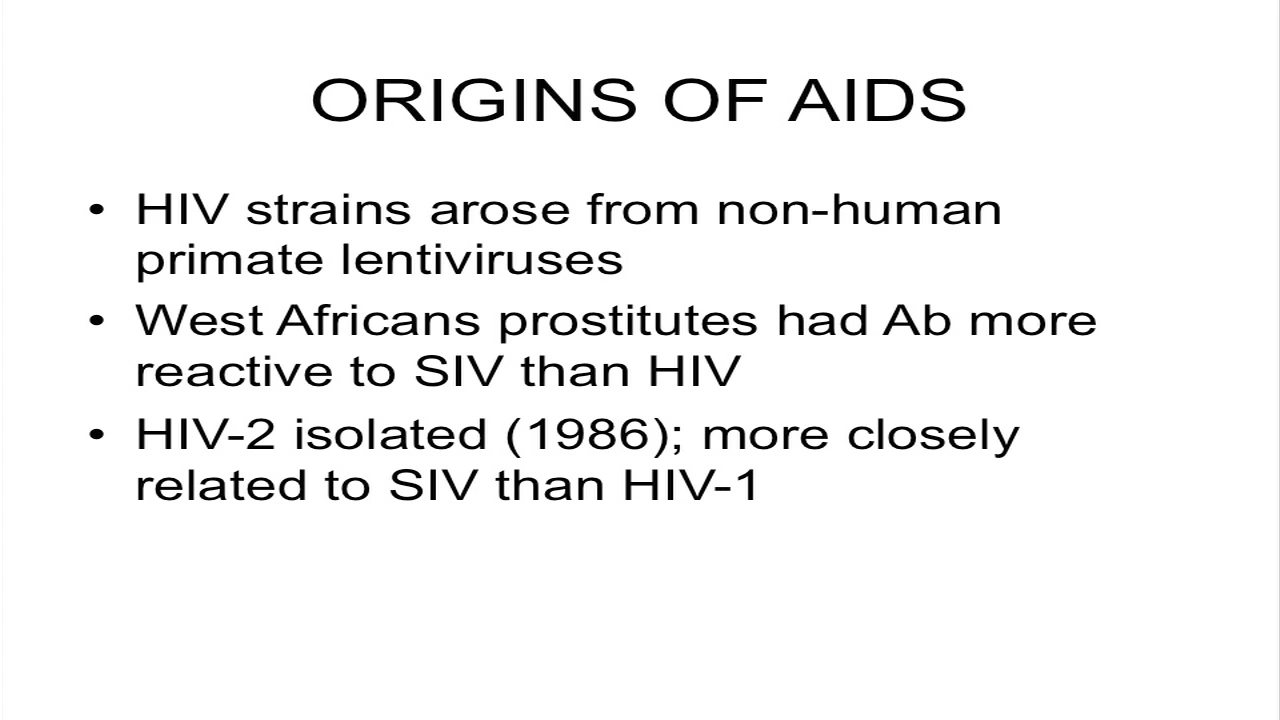 ORIGINS OF AIDS
• HIV strains arose from non-human
primate lentiviruses
• West Africans prostitutes had Ab more
reactive to SIV than HIV
• HIV-2 isolated (1986); more closely
related to SIV than HIV-1